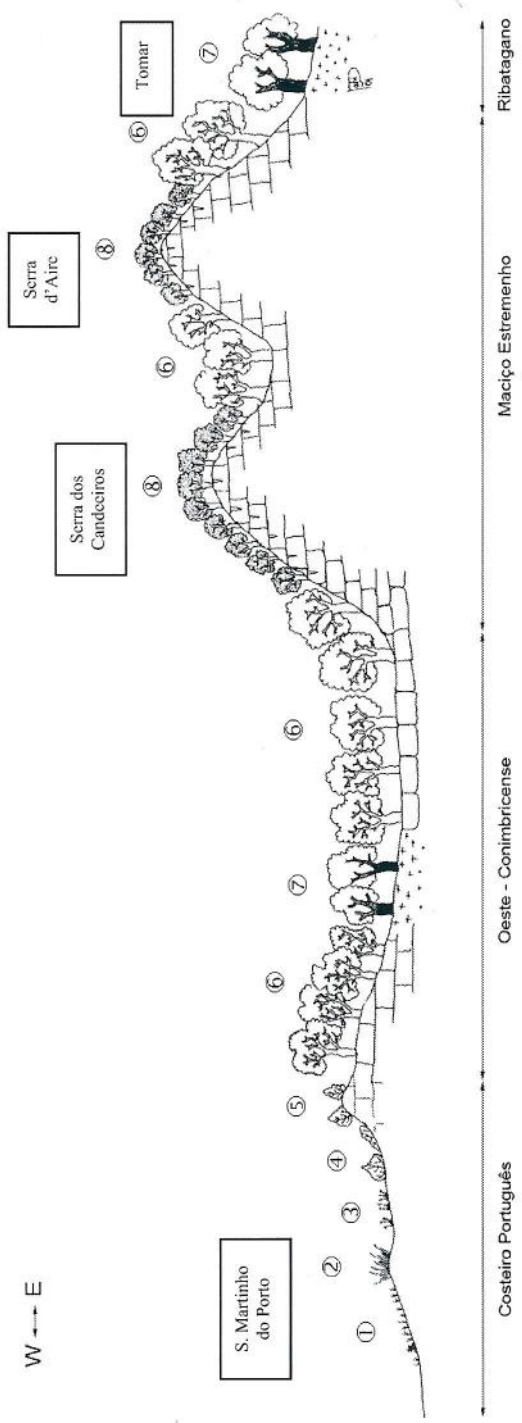 W ↔ E
S. Martinho
do Porto
Serra dos
Candeeiros
Serra
d'Aire
Tomar
① ② ③ ④ ⑤ ⑥ ⑦ ⑥ ⑧ ⑥ ⑧ ⑥ ⑦
Costeiro Português
Oeste - Conimbricense
Maciço Estremenho
Ribatagano